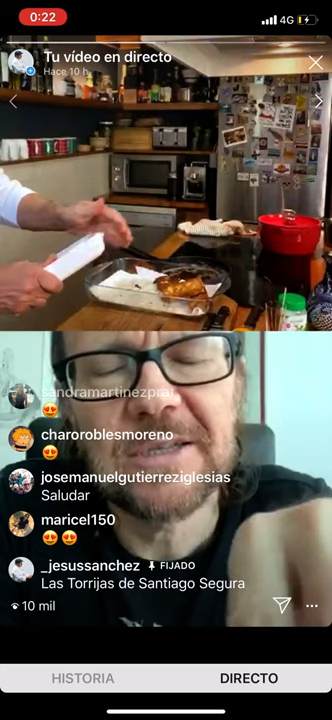 0:22
4G
Tu vídeo en directo
Hace 10 h
sandramartinezprat
charoroblesmoreno
josemanuelgutierreziglesias
Saludar
maricel150
_jesussanchez FIJADO
Las Torrijas de Santiago Segura
10 mil
HISTORIA
DIRECTO